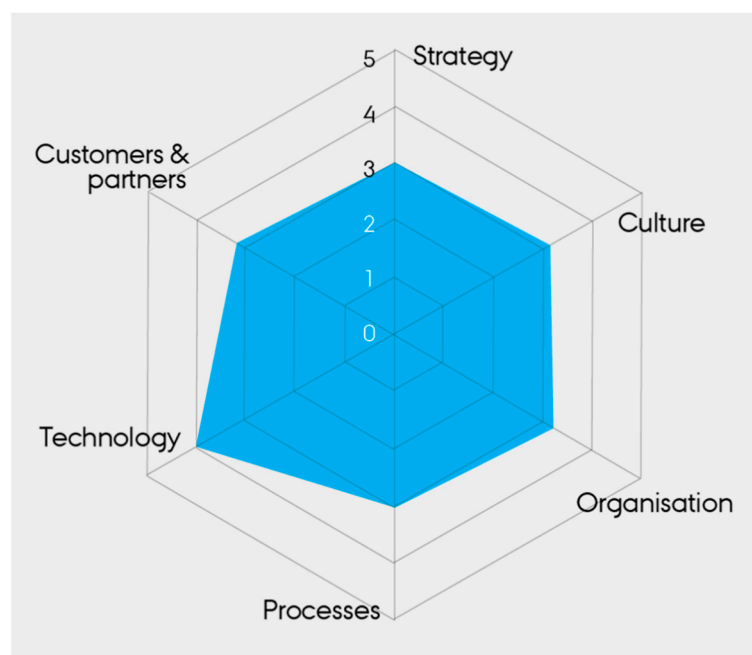 5
Strategy
4
Customers &
partners
3
Culture
2
1
0
Technology
Organisation
Processes